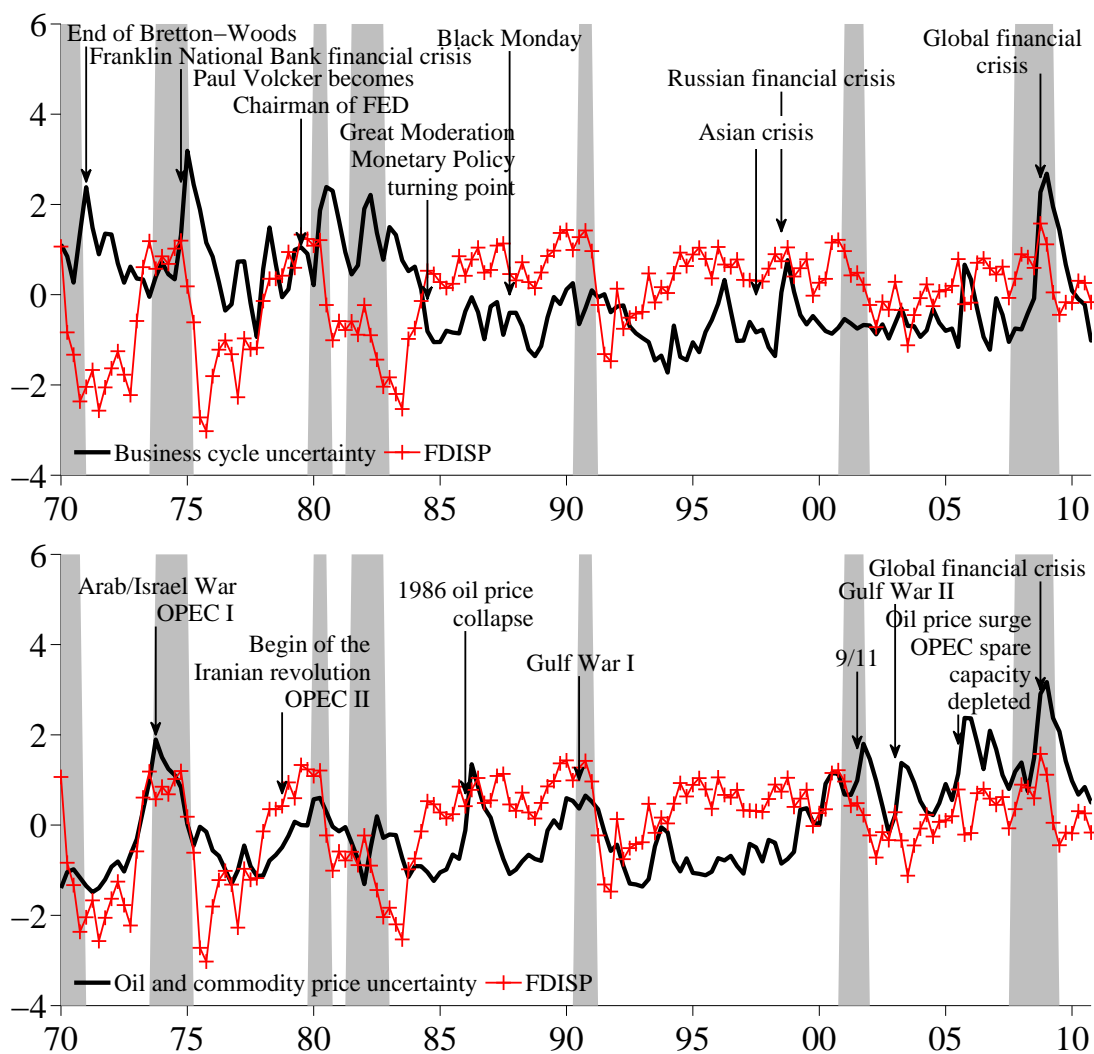 6
4
2
0
−2
−4
End of Bretton−Woods
Franklin National Bank financial crisis
Paul Volcker becomes
Chairman of FED
Great Moderation
Monetary Policy
turning point
Black Monday
Russian financial crisis
Asian crisis
Global financial
crisis
Business cycle uncertainty
FDISP
70 75 80 85 90 95 00 05 10
6
4
2
0
−2
−4
Arab/Israel War
OPEC I
Begin of the
Iranian revolution
OPEC II
1986 oil price
collapse
Gulf War I
9/11
Global financial crisis
Gulf War II
Oil price surge
OPEC spare
capacity
depleted
Oil and commodity price uncertainty
FDISP
70 75 80 85 90 95 00 05 10